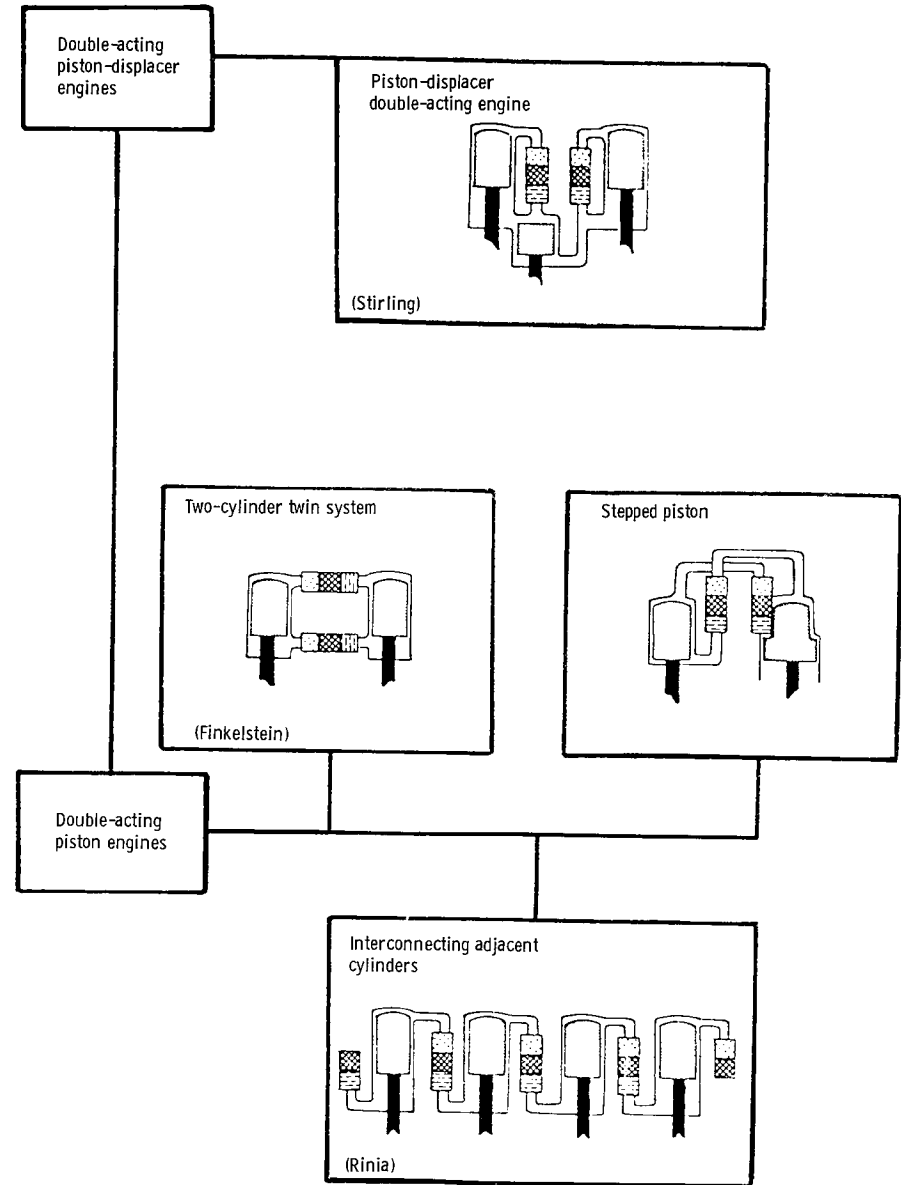 Double-acting
piston-displacer
engines
Piston-displacer
double-acting engine
(Stirling)
Two-cylinder twin system
(Finkelstein)
Stepped piston
Double-acting
piston engines
Interconnecting adjacent
cylinders
(Rinia)